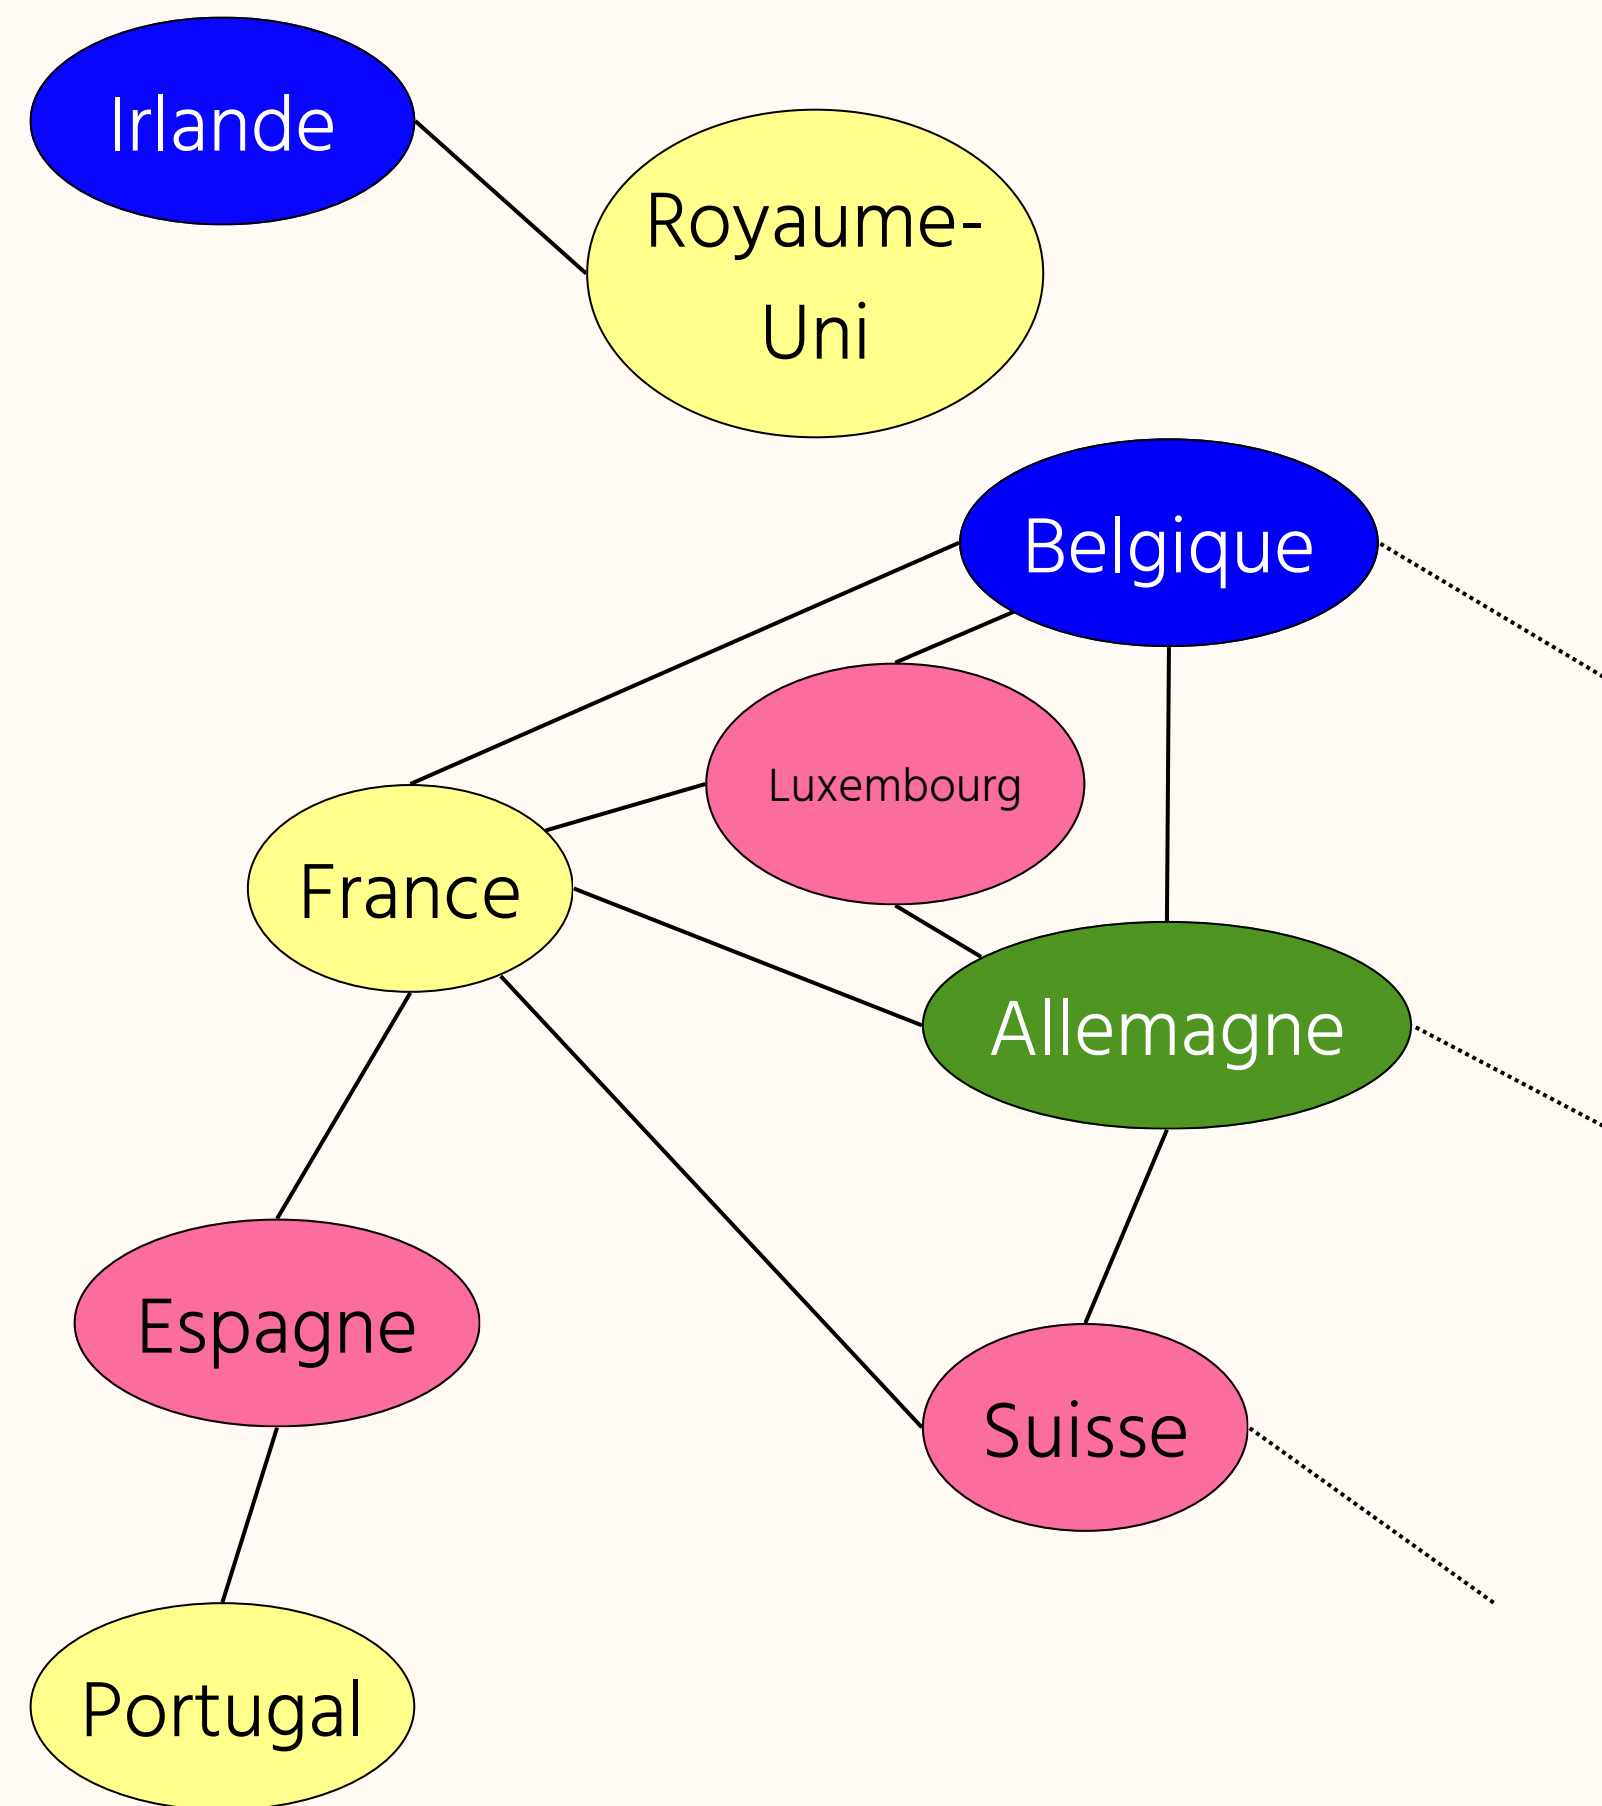 Irlande
Royaume-
Uni
Belgique
Luxembourg
France
Allemagne
Espagne
Suisse
Portugal